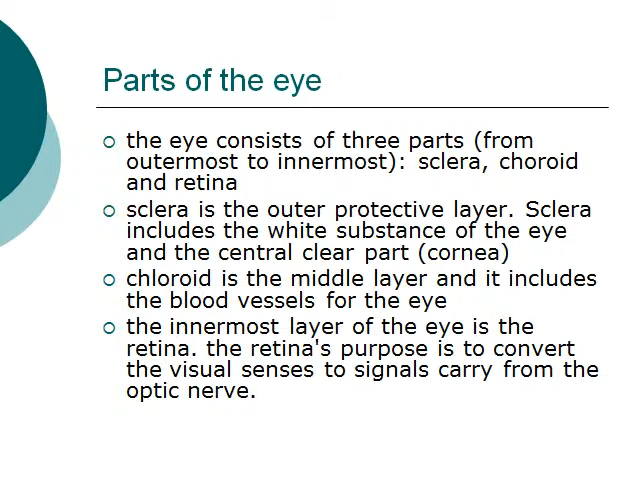 Parts of the eye
the eye consists of three parts (from
outermost to innermost): sclera, choroid
and retina
sclera is the outer protective layer. Sclera
includes the white substance of the eye
and the central clear part (cornea)
chloroid is the middle layer and it includes
the blood vessels for the eye
the innermost layer of the eye is the
retina. the retina's purpose is to convert
the visual senses to signals carry from the
optic nerve.